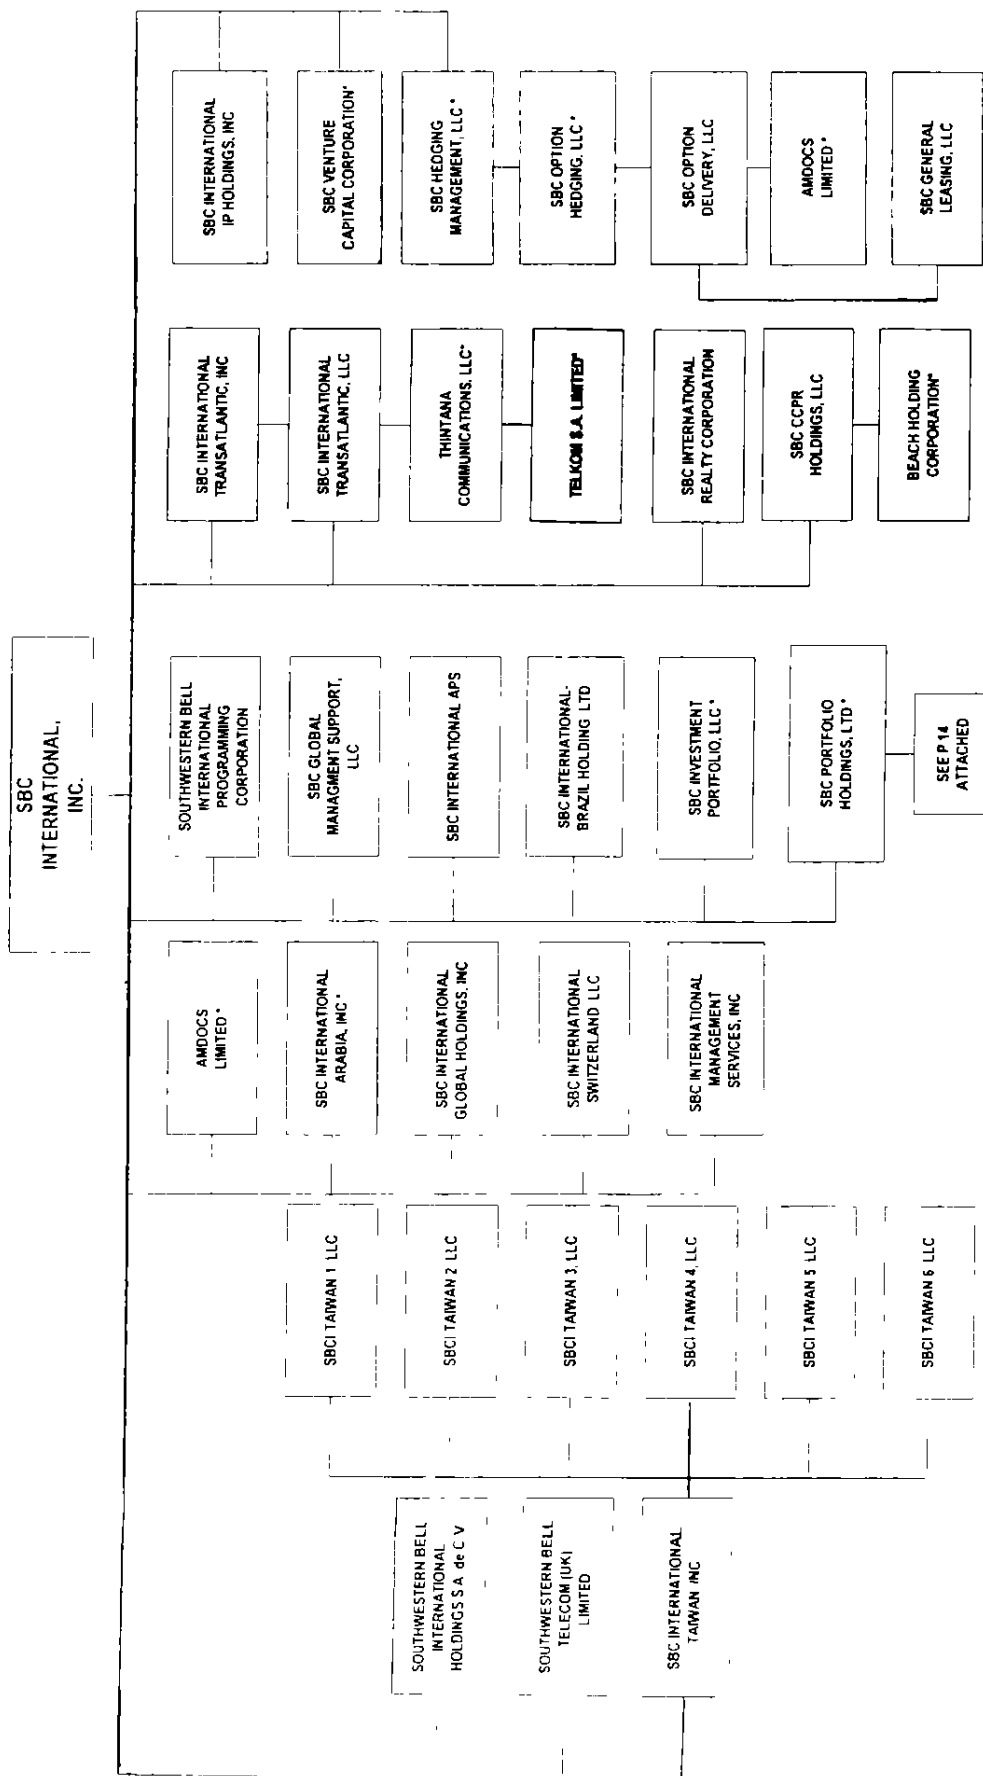 SBC
INTERNATIONAL,
INC.
SOUTHWESTERN BELL
INTERNATIONAL
HOLDINGS S A de C V
SOUTHWESTERN BELL
TELECOM (UK)
LIMITED
SBC INTERNATIONAL
TAIWAN INC
SBCI TAIWAN 1 LLC
SBCI TAIWAN 2 LLC
SBCI TAIWAN 3, LLC
SBCI TAIWAN 4, LLC
SBCI TAIWAN 5 LLC
SBCI TAIWAN 6 LLC
AMDOCS
LIMITED*
SBC INTERNATIONAL
ARABIA, INC*
SBC INTERNATIONAL
GLOBAL HOLDINGS, INC
SBC INTERNATIONAL
SWITZERLAND LLC
SBC INTERNATIONAL
MANAGEMENT
SERVICES, INC
SOUTHWESTERN BELL
INTERNATIONAL
PROGRAMMING
CORPORATION
SBC GLOBAL
MANAGMENT SUPPORT,
LLC
SBC INTERNATIONAL APS
SBC INTERNATIONAL-
BRAZIL HOLDING LTD
SBC INVESTMENT
PORTFOLIO, LLC*
SBC PORTFOLIO
HOLDINGS, LTD*
SEE P 14
ATTACHED
SBC INTERNATIONAL
TRANSATLANTIC, INC
SBC INTERNATIONAL
TRANSATLANTIC, LLC
THINTANA
COMMUNICATIONS, LLC*
TELKOM S.A. LIMITED*
SBC INTERNATIONAL
REALTY CORPORATION
SBC CCPR
HOLDINGS, LLC
BEACH HOLDING
CORPORATION*
SBC INTERNATIONAL
IP HOLDINGS, INC
SBC VENTURE
CAPITAL CORPORATION*
SBC HEDGING
MANAGEMENT, LLC*
SBC OPTION
HEDGING, LLC*
SBC OPTION
DELIVERY, LLC
AMDOCS
LIMITED*
SBC GENERAL
LEASING, LLC